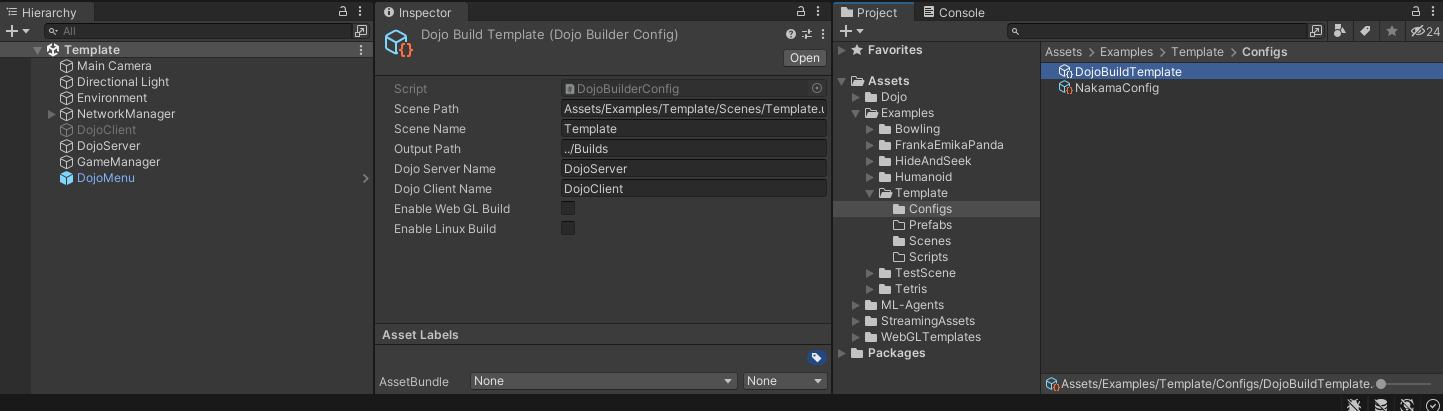 Hierarchy
All
Template
Main Camera
Directional Light
Environment
NetworkManager
DojoClient
DojoServer
GameManager
DojoMenu
Inspector
Dojo Build Template (Dojo Builder Config)
Open
Script DojoBuilderConfig
Scene Path Assets/Examples/Template/Scenes/Template.u
Scene Name Template
Output Path ../Builds
Dojo Server Name DojoServer
Dojo Client Name DojoClient
Enable Web GL Build
Enable Linux Build
Asset Labels
AssetBundle None None
Project Console
24
Favorites
Assets
Dojo
Examples
Bowling
FrankaEmikaPanda
HideAndSeek
Humanoid
Template
Configs
Prefabs
Scenes
Scripts
TestScene
Tetris
ML-Agents
StreamingAssets
WebGLTemplates
Packages
Assets > Examples > Template > Configs
DojoBuildTemplate
NakamaConfig
Assets/Examples/Template/Configs/DojoBuildTemplate.